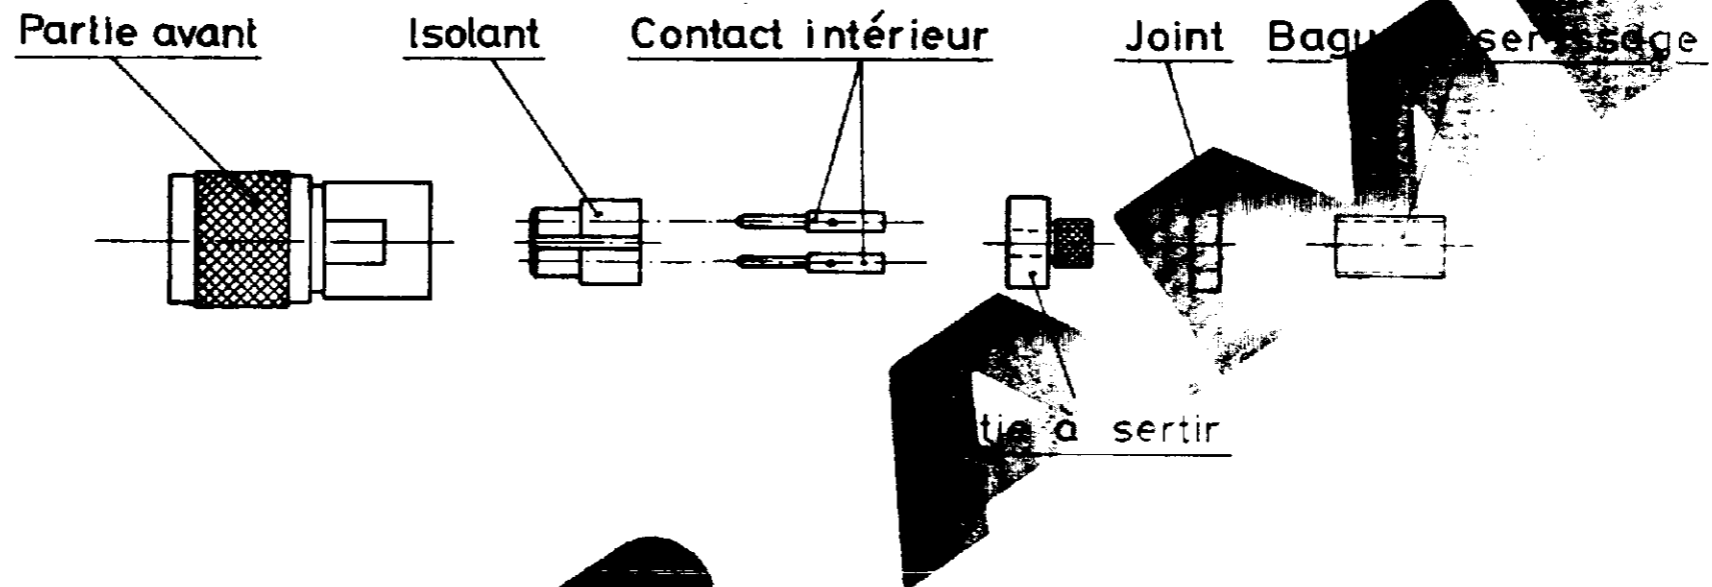 Partie avant
Isolant
Contact intérieur
Joint
à sertir